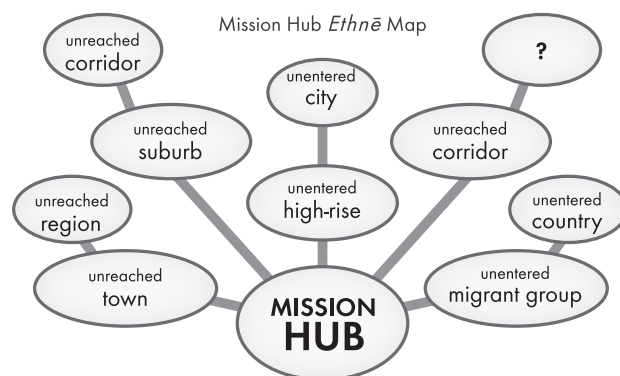 Mission Hub Ethnē Map
unreached
corridor
unentered
city
?
unreached
suburb
unreached
corridor
unreached
region
unentered
high-rise
unentered
country
unreached
town
unentered
migrant group
MISSION
HUB